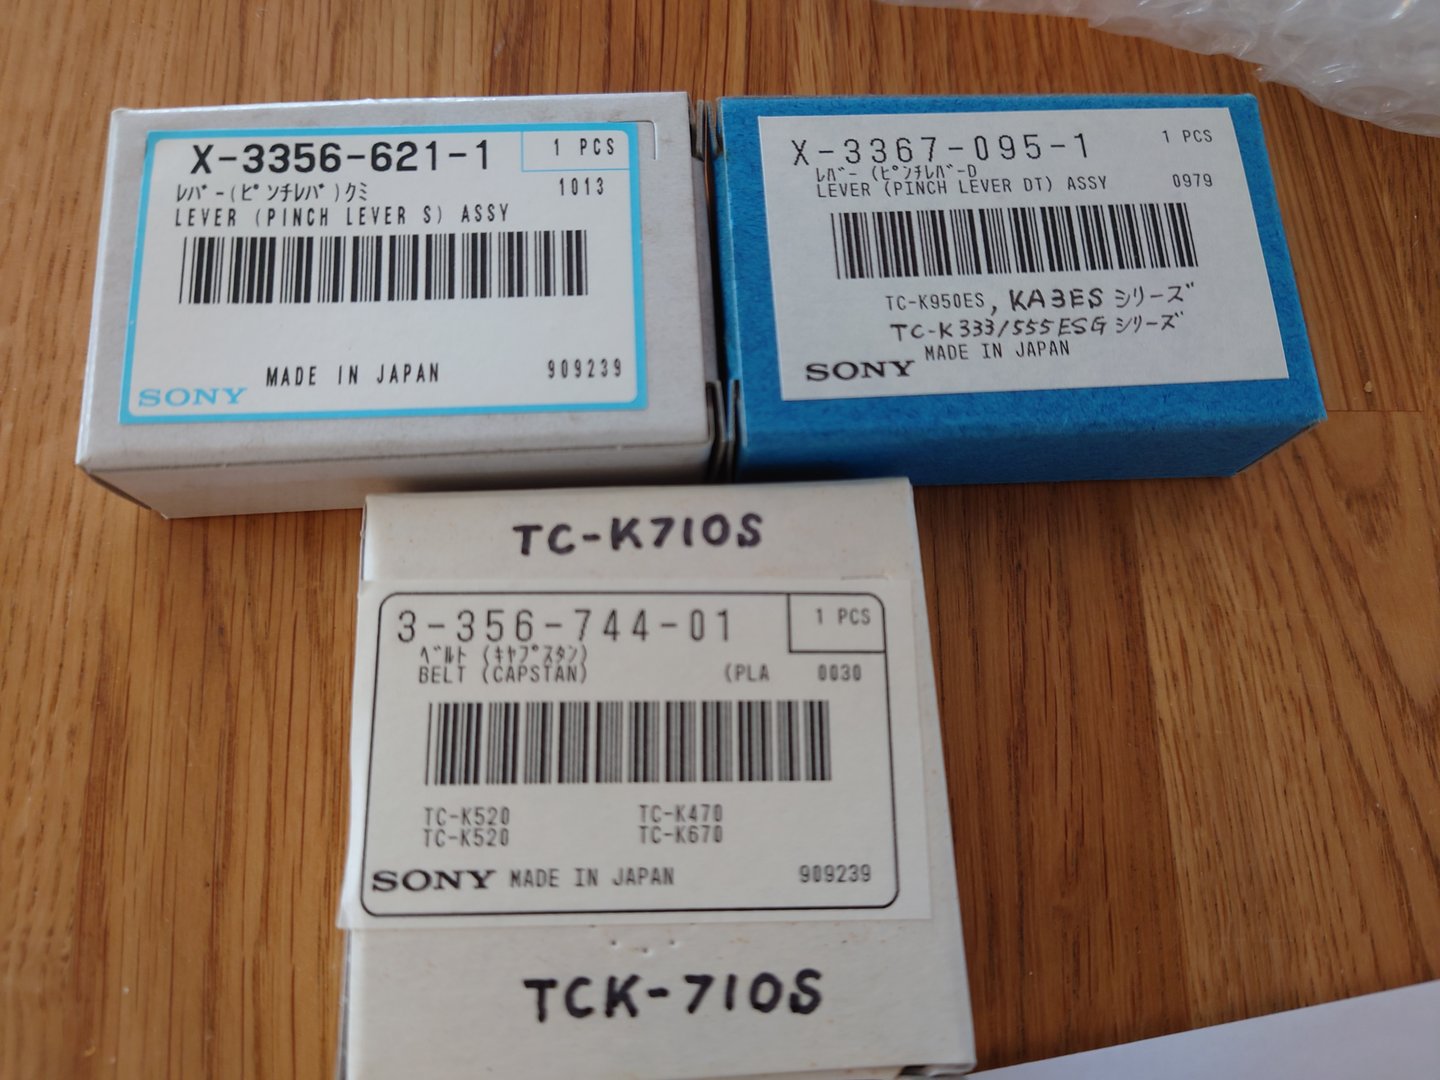 X-3356-621-1
1 PCS
ﾚﾊﾞｰ(ﾋﾟﾝﾁﾚﾊﾞ)ｸﾐ
1013
LEVER (PINCH LEVER S) ASSY
MADE IN JAPAN
909239
SONY
X-3367-095-1
1 PCS
ﾚﾊﾞｰ (ﾋﾟﾝﾁﾚﾊﾞｰD
LEVER (PINCH LEVER DT) ASSY
0979
TC-K950ES, KA3ES シリーズ
TC-K333/555ESG シリーズ
SONY MADE IN JAPAN
TC-K710S
3-356-744-01
1 PCS
ﾍﾞﾙﾄ (ｷﾔﾌﾟｽﾀﾝ)
BELT (CAPSTAN) (PLA 0030
TC-K520 TC-K470
TC-K520 TC-K670
SONY MADE IN JAPAN 909239
TCK-710S